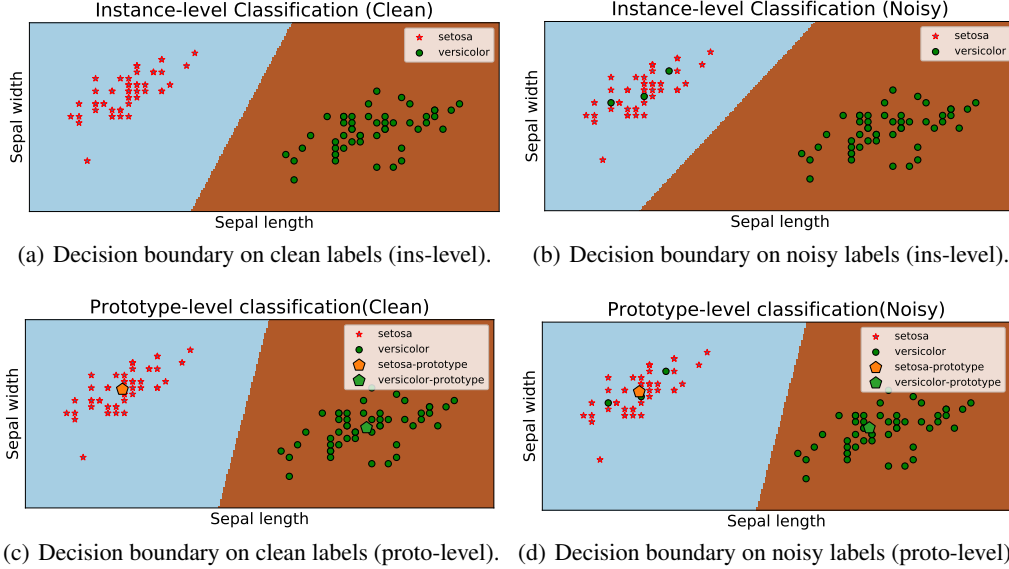 Instance-level Classification (Clean)
setosa
versicolor
Sepal width
Sepal length
(a) Decision boundary on clean labels (ins-level).
Instance-level Classification (Noisy)
setosa
versicolor
Sepal width
Sepal length
(b) Decision boundary on noisy labels (ins-level).
Prototype-level classification(Clean)
setosa
versicolor
setosa-prototype
versicolor-prototype
Sepal width
Sepal length
(c) Decision boundary on clean labels (proto-level).
Prototype-level classification(Noisy)
setosa
versicolor
setosa-prototype
versicolor-prototype
Sepal width
Sepal length
(d) Decision boundary on noisy labels (proto-level)